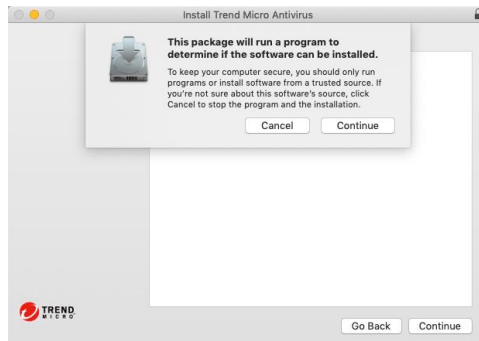 Install Trend Micro Antivirus
This package will run a program to
determine if the software can be installed.
To keep your computer secure, you should only run
programs or install software from a trusted source. If
you're not sure about this software's source, click
Cancel to stop the program and the installation.
Cancel
Continue
TREND
MICRO
Go Back
Continue